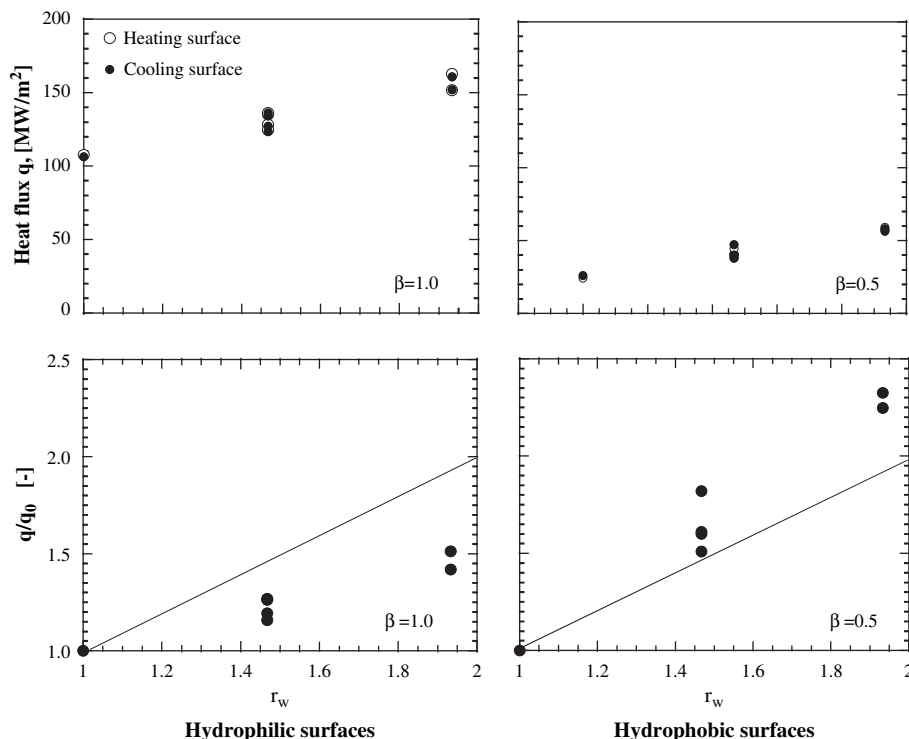 200
150
100
50
0
Heat flux q, [MW/m²]
Heating surface
Cooling surface
β=1.0
β=0.5
2.5
2.0
1.5
1.0
q/q₀ [-]
β =1.0
β =0.5
1 1.2 1.4 1.6 1.8 2
1 1.2 1.4 1.6 1.8 2
r_w
r_w
Hydrophilic surfaces
Hydrophobic surfaces